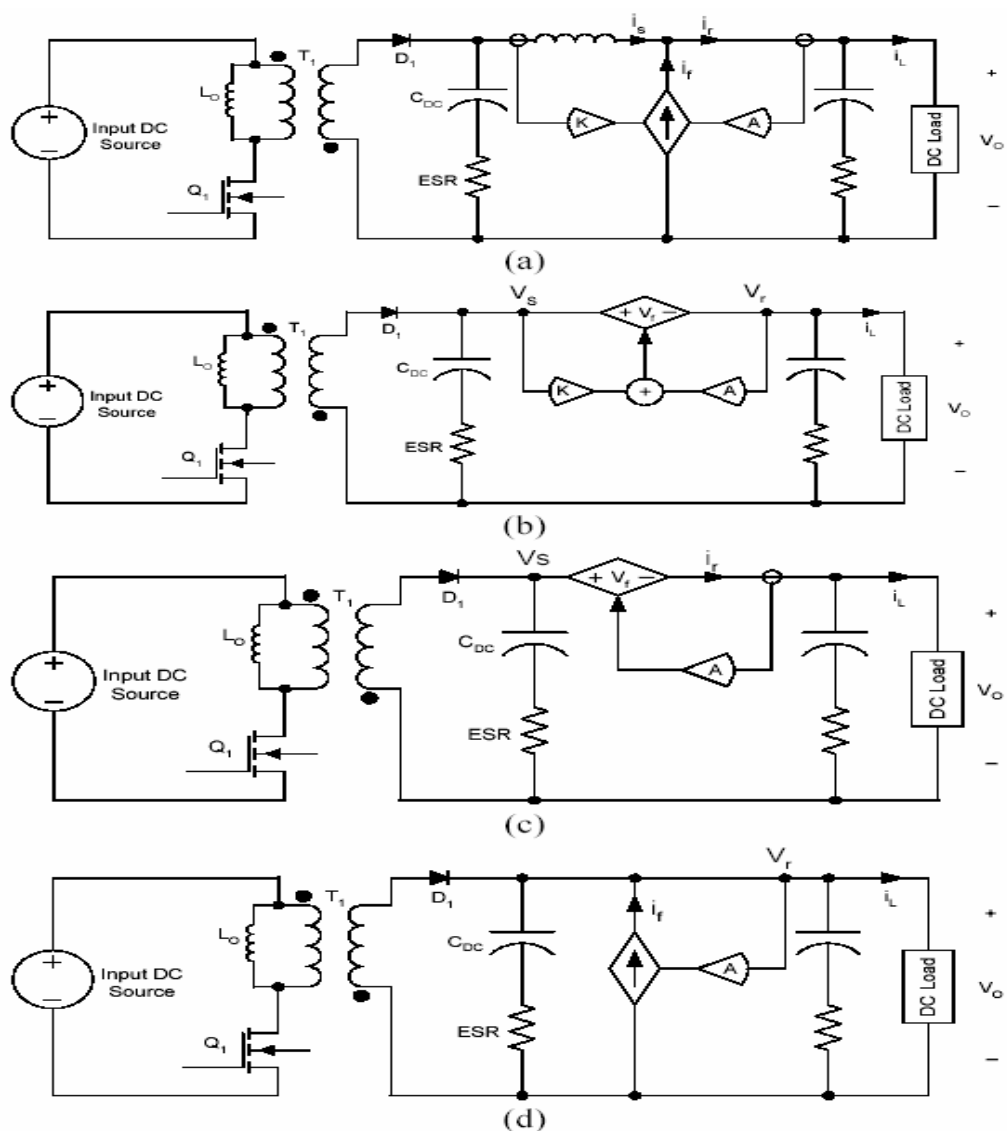 i_s i_r
T_1 D_1 i_f i_L
L_O C_DC K A +
Input DC Source DC Load V_O
Q_1 ESR −
(a)
V_S V_r
T_1 D_1 + V_f − i_L
L_O C_DC K + A +
Input DC Source DC Load V_O
Q_1 ESR −
(b)
VS i_r
T_1 D_1 + V_f − i_L
L_O C_DC A +
Input DC Source DC Load V_O
Q_1 ESR −
(c)
V_r
T_1 D_1 i_f i_L
L_O C_DC A +
Input DC Source DC Load V_O
Q_1 ESR −
(d)